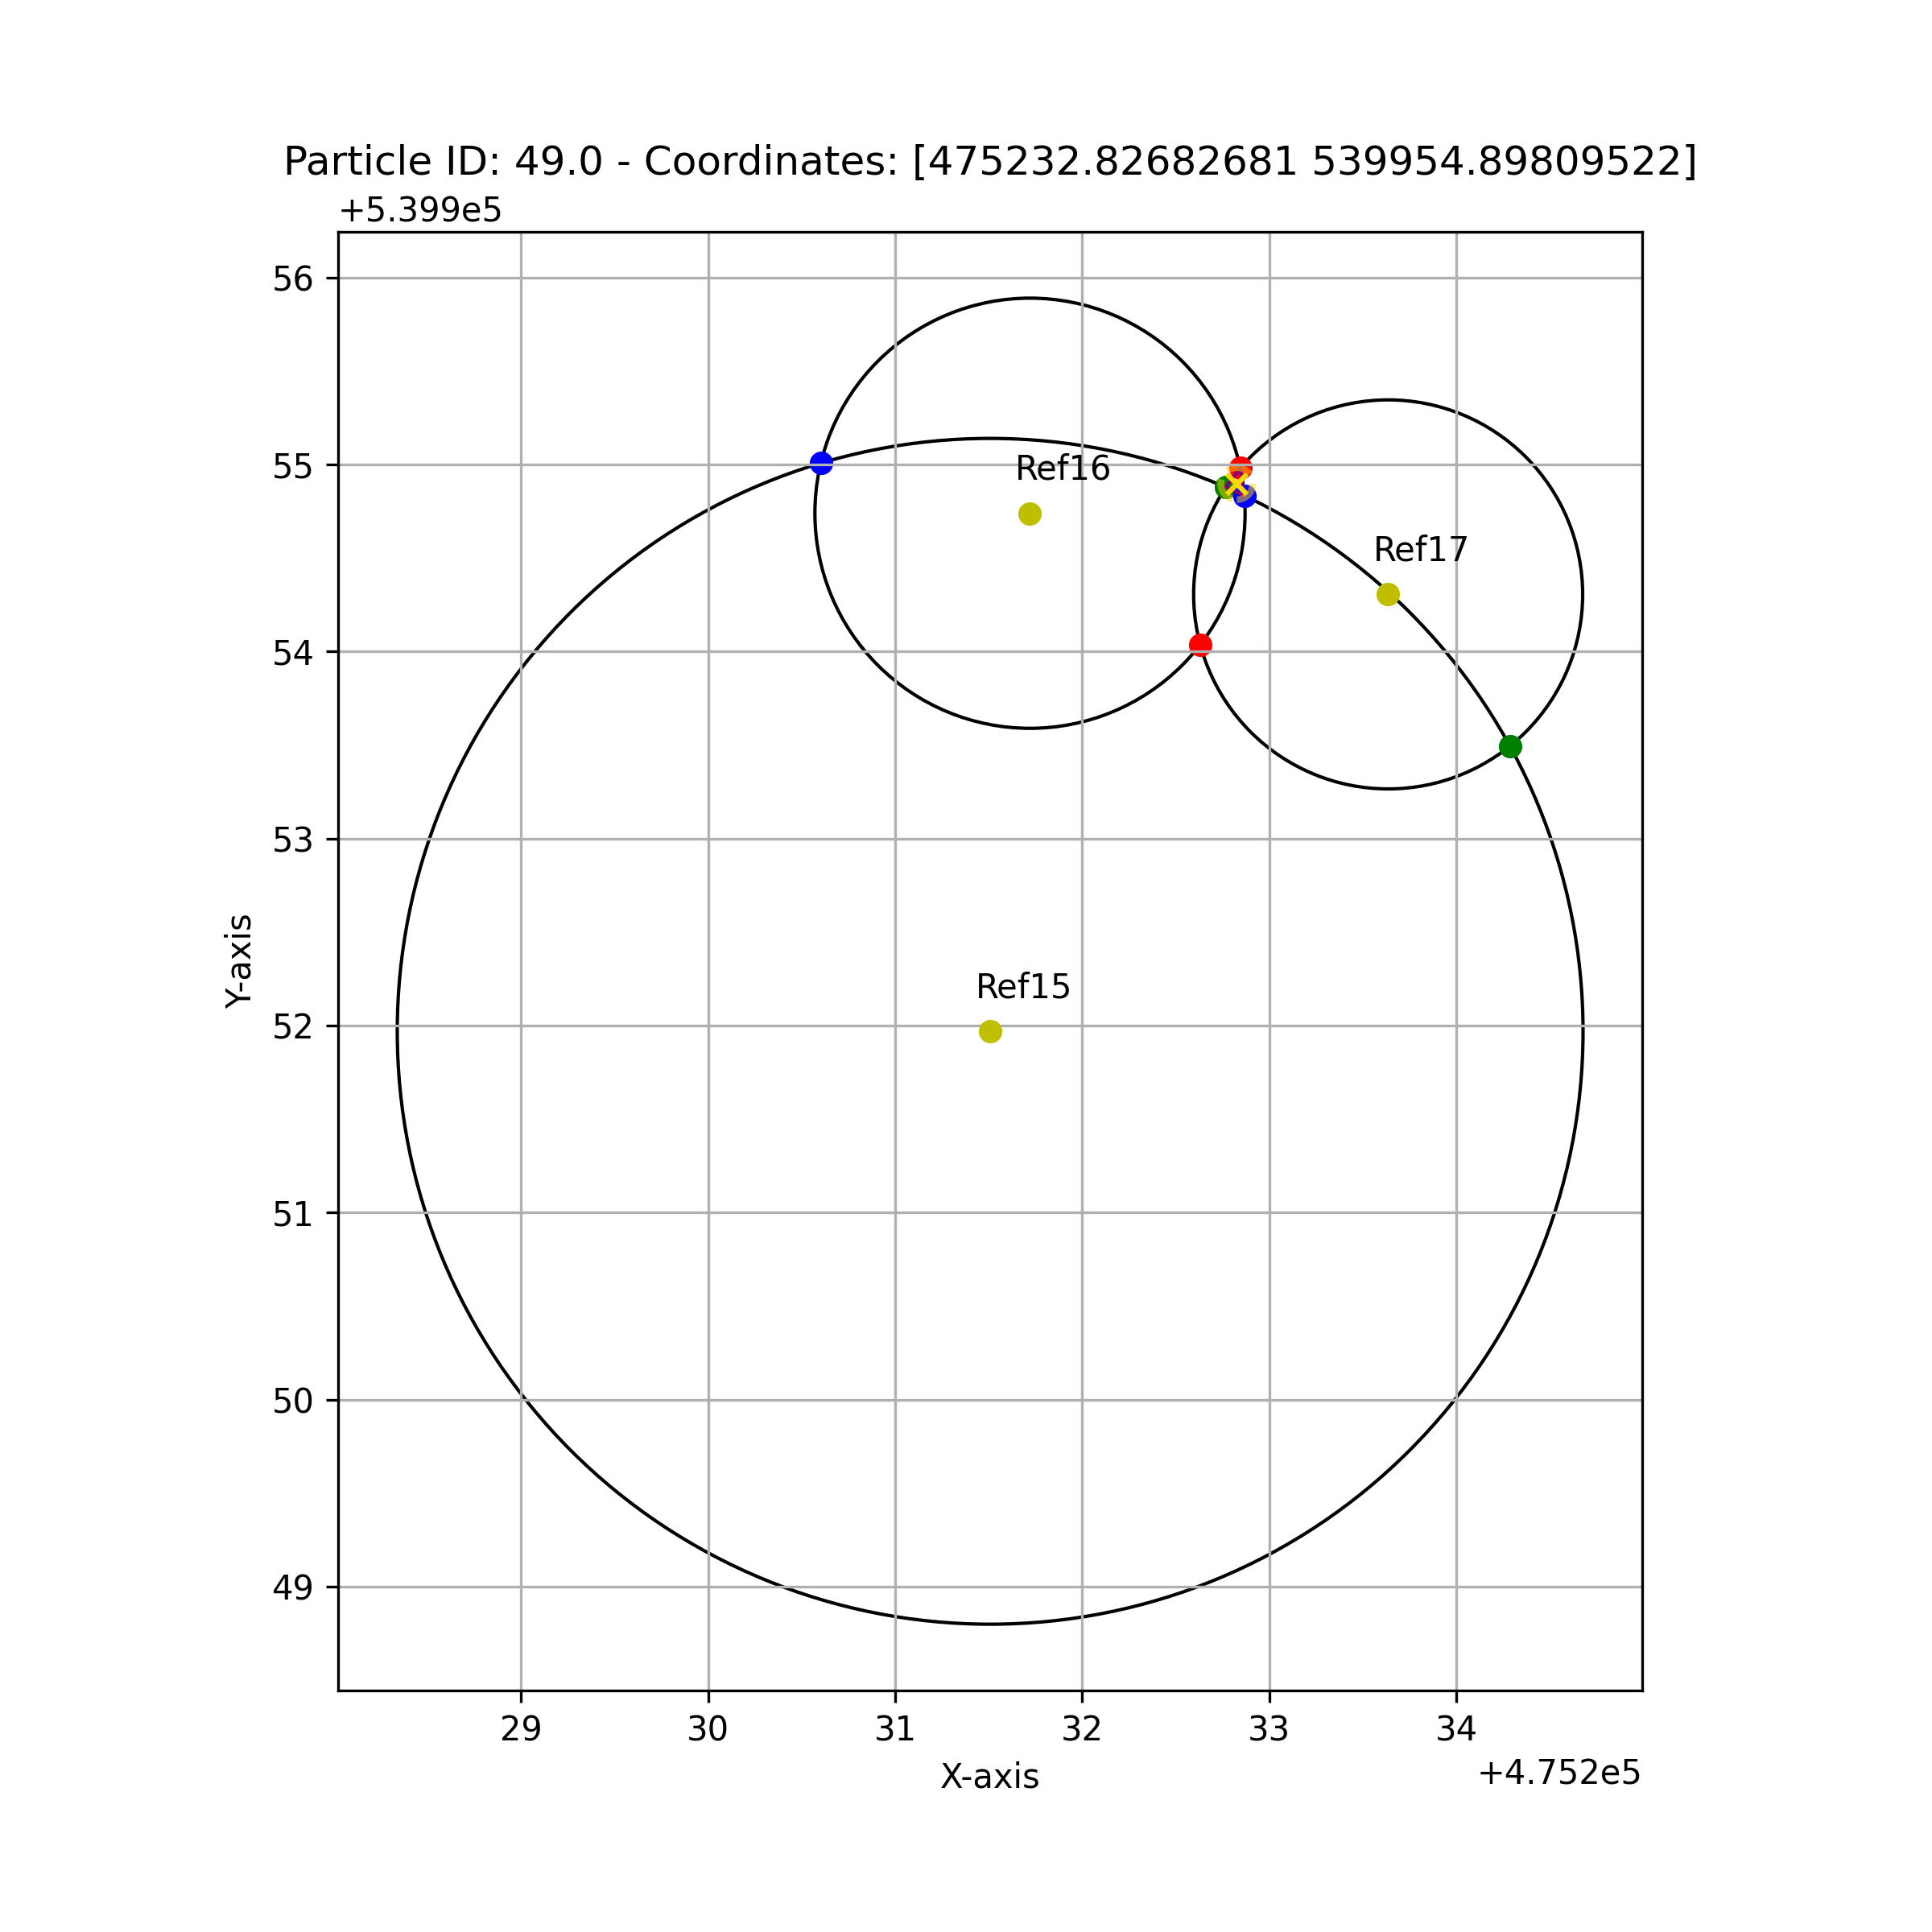 Particle ID: 49.0 - Coordinates: [475232.82682681 539954.89809522]
+5.399e5
56
55
54
53
52
51
50
49
Y-axis
Ref16
Ref17
Ref15
29 30 31 32 33 34
X-axis
+4.752e5